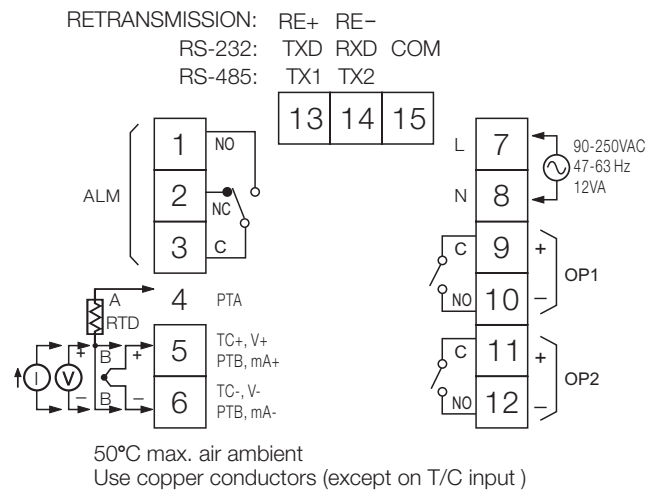 RETRANSMISSION: RE+ RE−
RS-232: TXD RXD COM
RS-485: TX1 TX2
13 14 15
ALM
1 NO
2 NC
3 C
4 PTA
A
RTD
5 TC+, V+
PTB, mA+
6 TC-, V-
PTB, mA-
I
V
+
−
B
B
+
−
L 7
N 8
90-250VAC
47-63 Hz
12VA
C 9 +
NO 10 −
OP1
C 11 +
NO 12 −
OP2
50°C max. air ambient
Use copper conductors (except on T/C input )